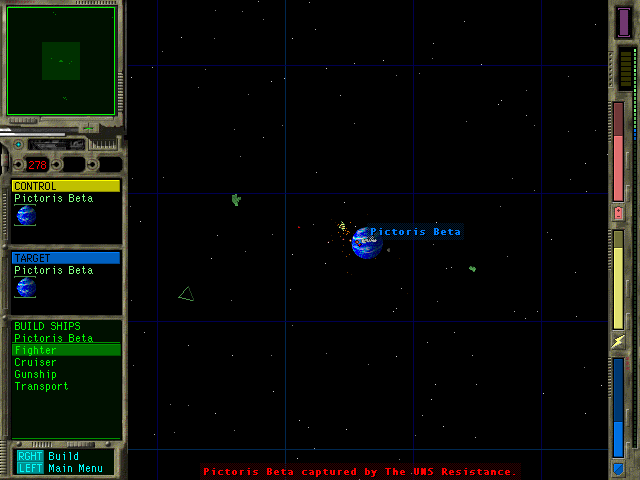 278
CONTROL
Pictoris Beta
TARGET
Pictoris Beta
BUILD SHIPS
Pictoris Beta
Fighter
Cruiser
Gunship
Transport
RGHT Build
LEFT Main Menu
Pictoris Beta
Pictoris Beta captured by The UNS Resistance.